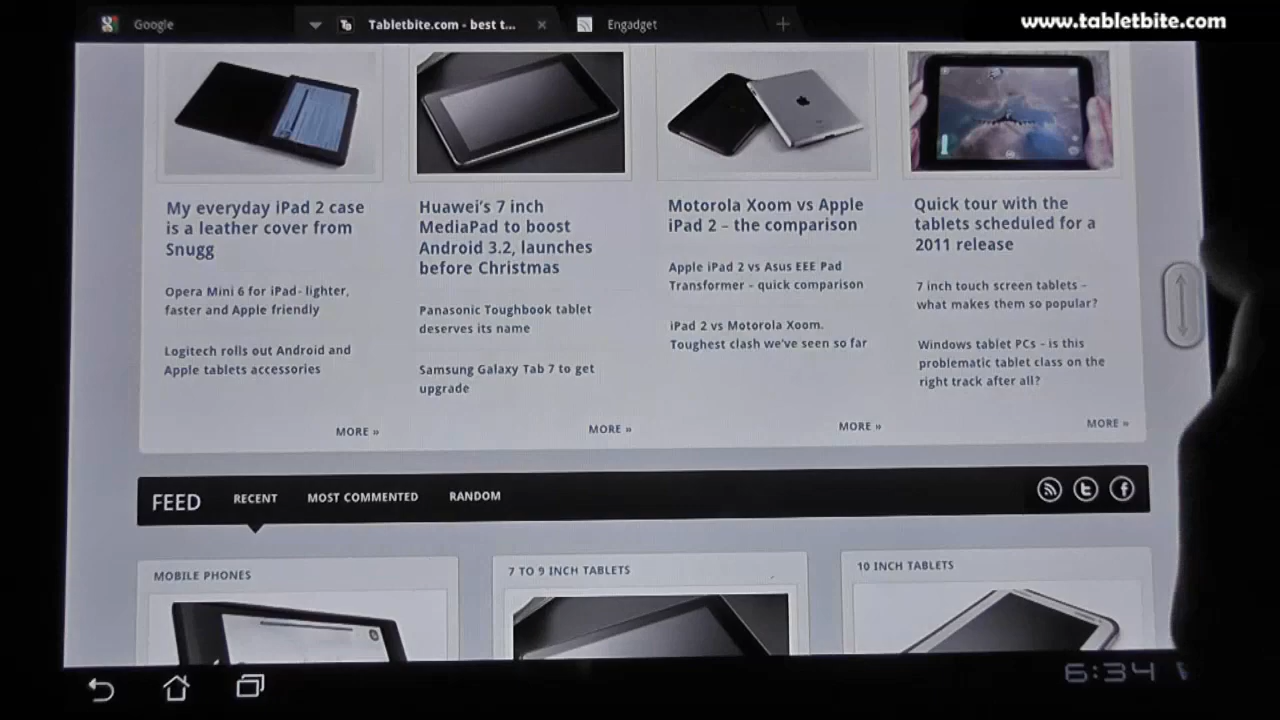 Google
Tabletbite.com - best t...
Engadget
www.tabletbite.com
My everyday iPad 2 case
is a leather cover from
Snugg
Opera Mini 6 for iPad- lighter,
faster and Apple friendly
Logitech rolls out Android and
Apple tablets accessories
MORE »
Huawei's 7 inch
MediaPad to boost
Android 3.2, launches
before Christmas
Panasonic Toughbook tablet
deserves its name
Samsung Galaxy Tab 7 to get
upgrade
MORE »
Motorola Xoom vs Apple
iPad 2 – the comparison
Apple iPad 2 vs Asus EEE Pad
Transformer – quick comparison
iPad 2 vs Motorola Xoom.
Toughest clash we've seen so far
MORE »
Quick tour with the
tablets scheduled for a
2011 release
7 inch touch screen tablets –
what makes them so popular?
Windows tablet PCs – is this
problematic tablet class on the
right track after all?
MORE »
FEED
RECENT
MOST COMMENTED
RANDOM
MOBILE PHONES
7 TO 9 INCH TABLETS
10 INCH TABLETS
6:34